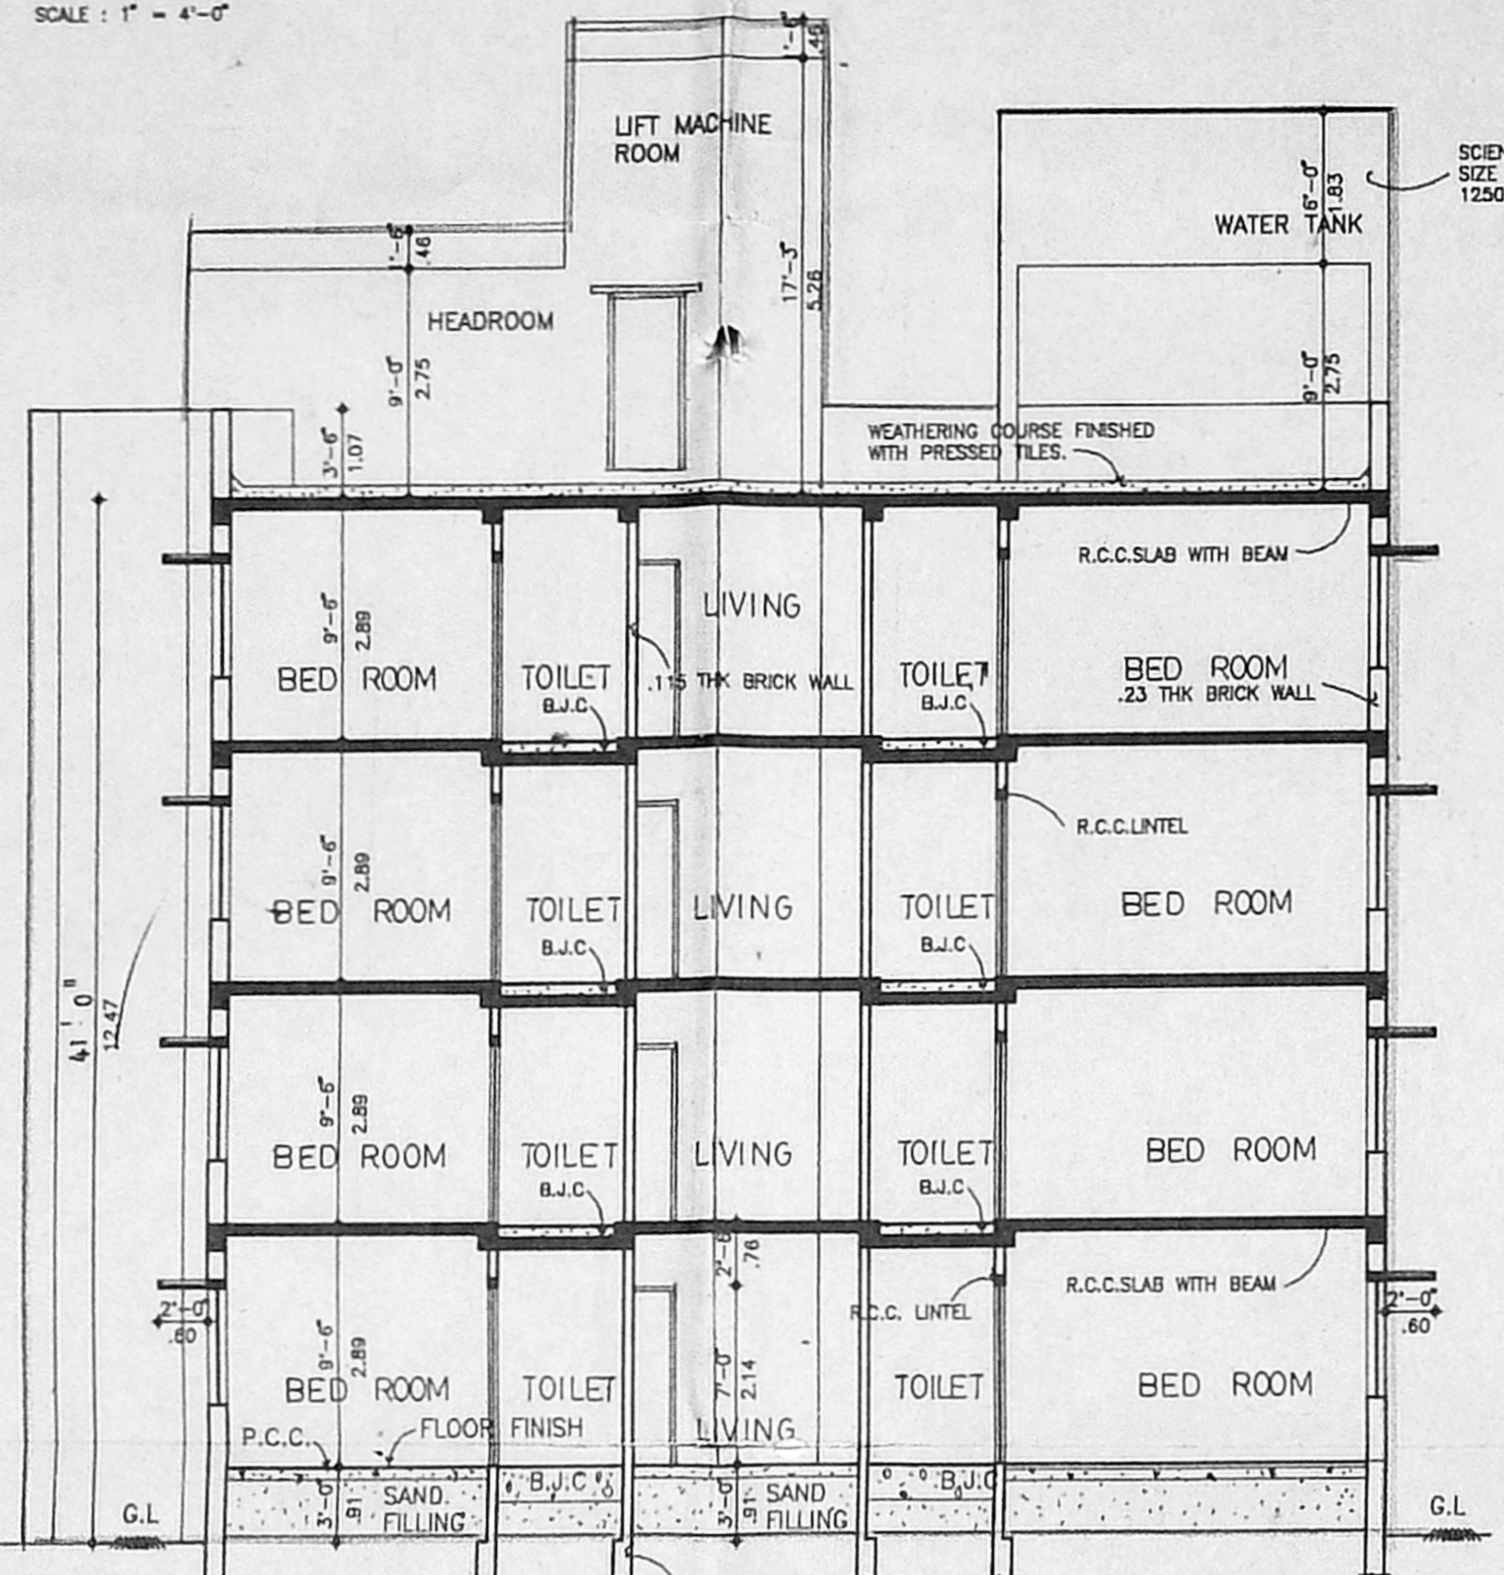 SCALE : 1" = 4'-0"
1'-6"
.46
LIFT MACHINE
ROOM
SCIEN
SIZE
1250
6'-0"
1.83
WATER TANK
1'-6"
.46
17'-3"
5.26
HEADROOM
9'-0"
2.75
9'-0"
2.75
3'-6"
1.07
WEATHERING COURSE FINISHED
WITH PRESSED TILES.
R.C.C.SLAB WITH BEAM
9'-6"
2.89
LIVING
BED ROOM
TOILET
.115 THK BRICK WALL
TOILET
BED ROOM
.23 THK BRICK WALL
B.J.C
B.J.C
R.C.C.LINTEL
9'-6"
2.89
BED ROOM
TOILET
LIVING
TOILET
BED ROOM
B.J.C
B.J.C
41' 0"
12.47
9'-6"
2.89
BED ROOM
TOILET
LIVING
TOILET
BED ROOM
B.J.C
B.J.C
2'-6"
.76
R.C.C.SLAB WITH BEAM
2'-0"
.60
R.C.C. LINTEL
2'-0"
.60
9'-6"
2.89
7'-0"
2.14
BED ROOM
TOILET
TOILET
BED ROOM
P.C.C.
FLOOR FINISH
LIVING
B.J.C
B.J.C
3'-0"
.91
SAND
FILLING
3'-0"
.91
SAND
FILLING
G.L
G.L